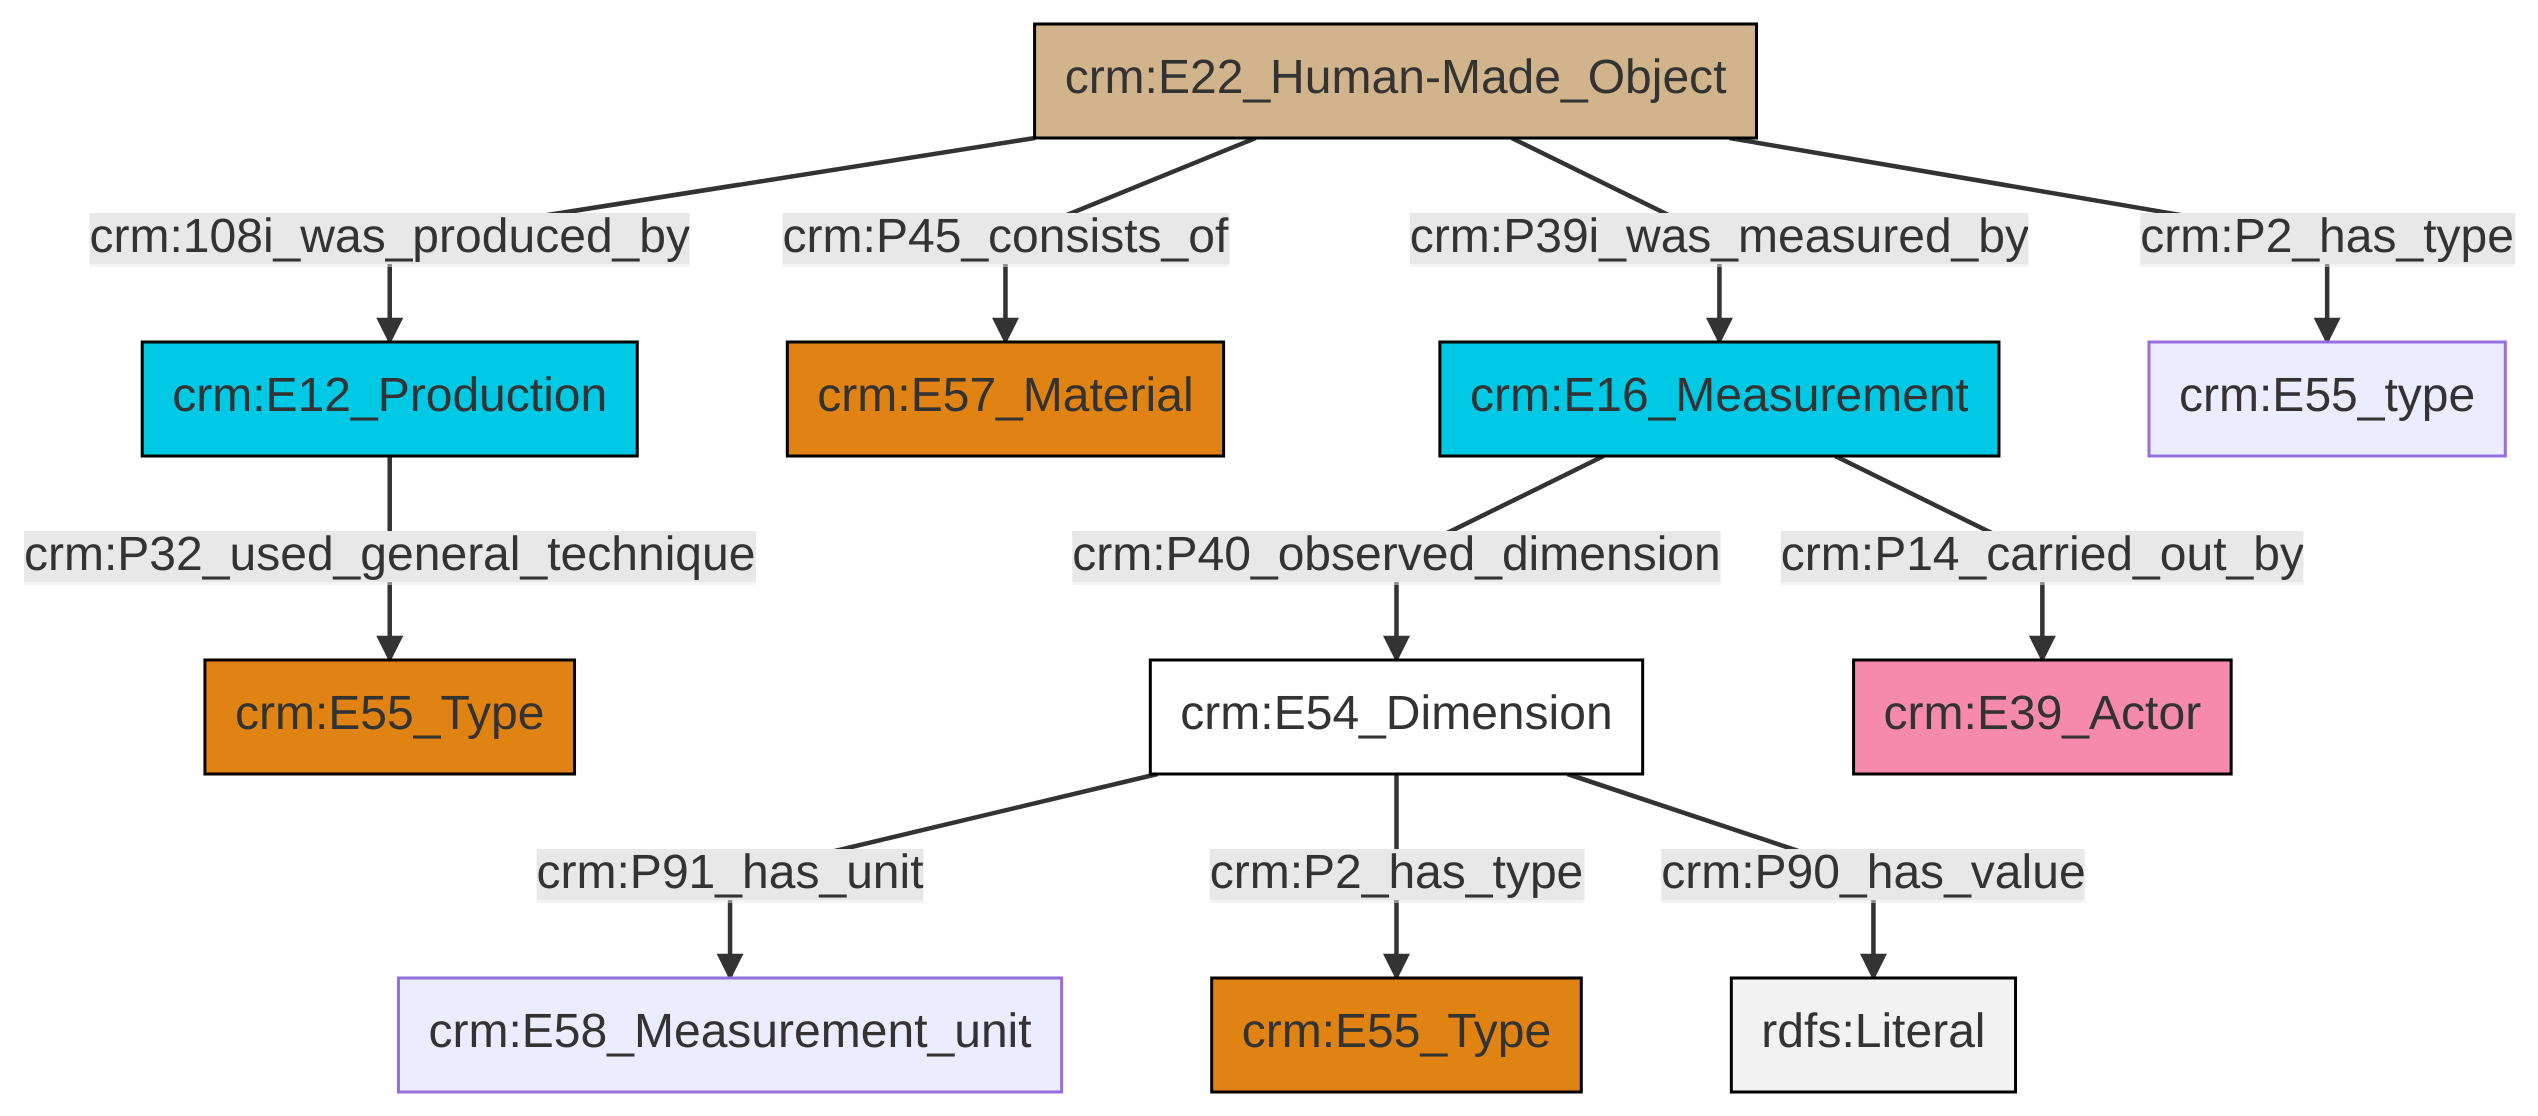 crm:E22_Human-Made_Object
crm:108i_was_produced_by
crm:P45_consists_of
crm:P39i_was_measured_by
crm:P2_has_type
crm:E12_Production
crm:E57_Material
crm:E16_Measurement
crm:E55_type
crm:P32_used_general_technique
crm:P40_observed_dimension
crm:P14_carried_out_by
crm:E55_Type
crm:E54_Dimension
crm:E39_Actor
crm:P91_has_unit
crm:P2_has_type
crm:P90_has_value
crm:E58_Measurement_unit
crm:E55_Type
rdfs:Literal